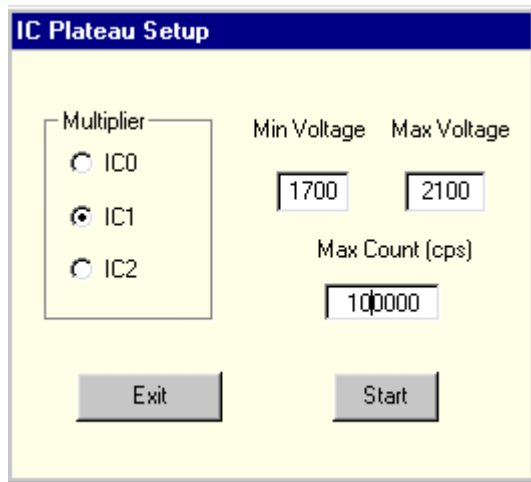 IC Plateau Setup
Multiplier
IC0
IC1
IC2
Min Voltage Max Voltage
1700 2100
Max Count (cps)
100000
Exit Start